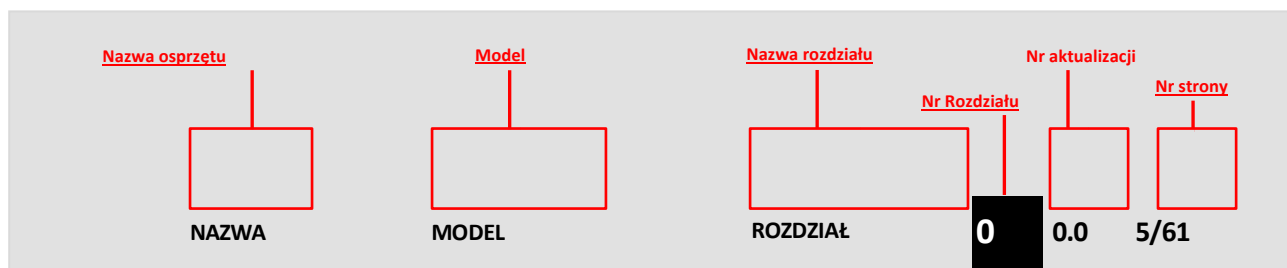 Nazwa osprzętu Model Nazwa rozdziału Nr aktualizacji
Nr Rozdziału Nr strony
NAZWA MODEL ROZDZIAŁ 0 0.0 5/61